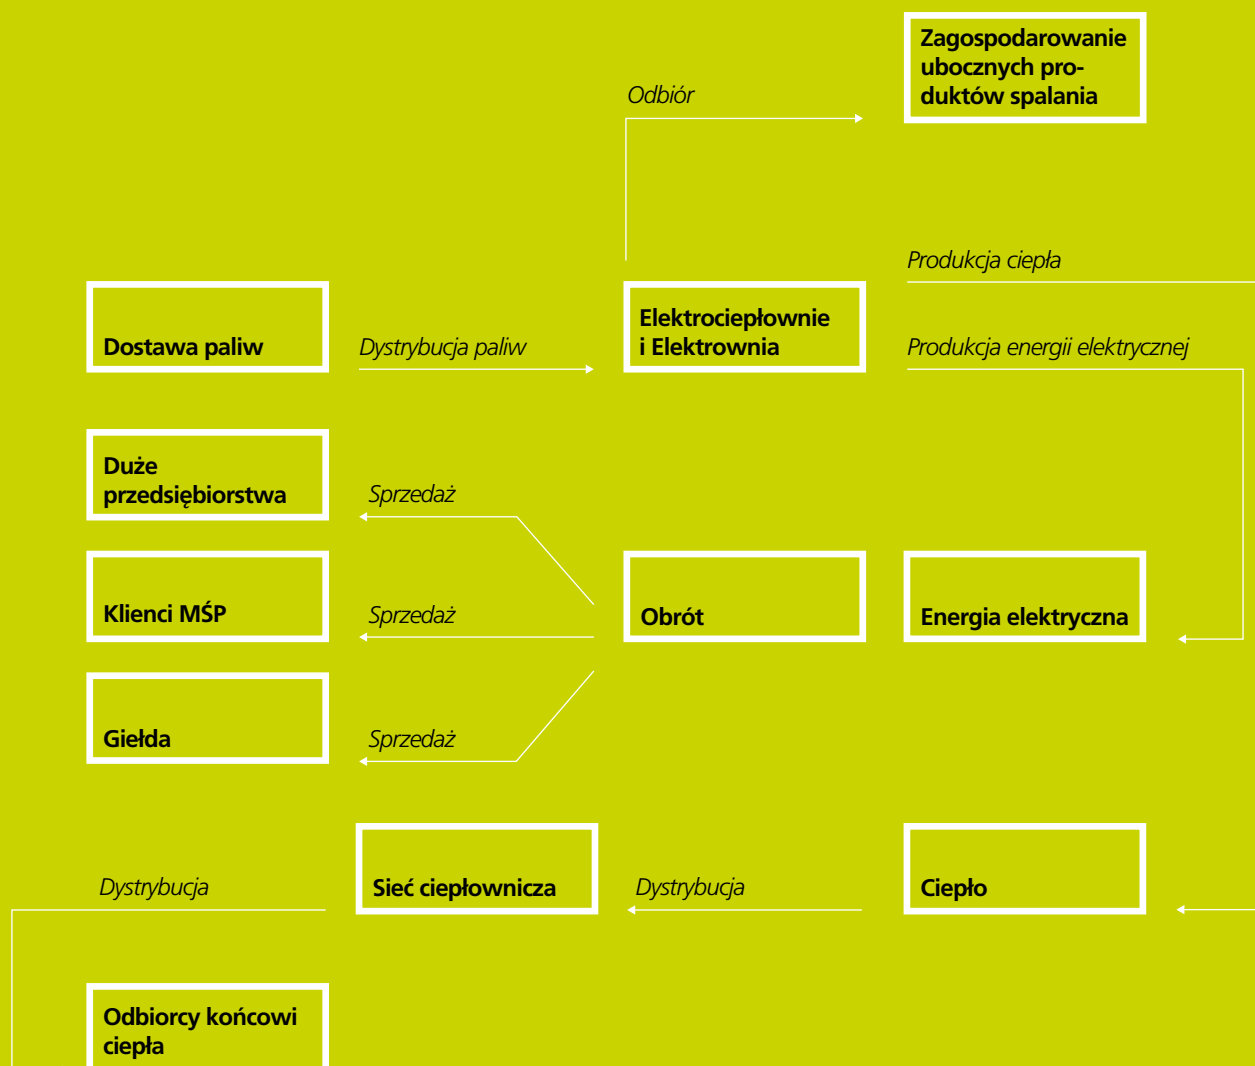 Zagospodarowanie
ubocznych pro-
duktów spalania
Odbiór
Produkcja ciepła
Elektrociepłownie
i Elektrownia
Dostawa paliw
Dystrybucja paliw
Produkcja energii elektrycznej
Duże
przedsiębiorstwa
Sprzedaż
Klienci MŚP
Sprzedaż
Obrót
Energia elektryczna
Giełda
Sprzedaż
Dystrybucja
Sieć ciepłownicza
Dystrybucja
Ciepło
Odbiorcy końcowi
ciepła